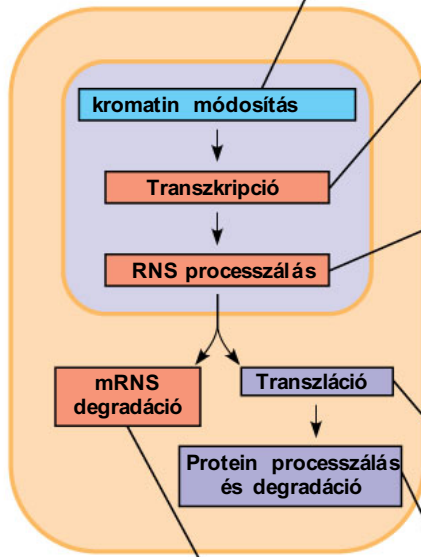 kromatin módosítás
Transzkripció
RNS processzálás
mRNS
degradáció
Transzláció
Protein processzálás
és degradáció